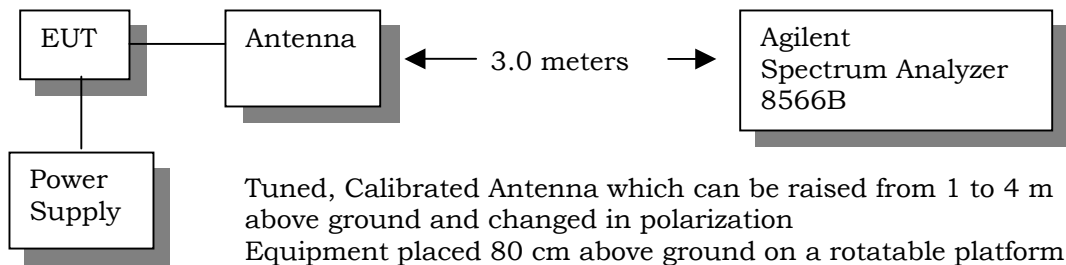 EUT
Antenna
3.0 meters
Agilent
Spectrum Analyzer
8566B
Power
Supply
Tuned, Calibrated Antenna which can be raised from 1 to 4 m
above ground and changed in polarization
Equipment placed 80 cm above ground on a rotatable platform